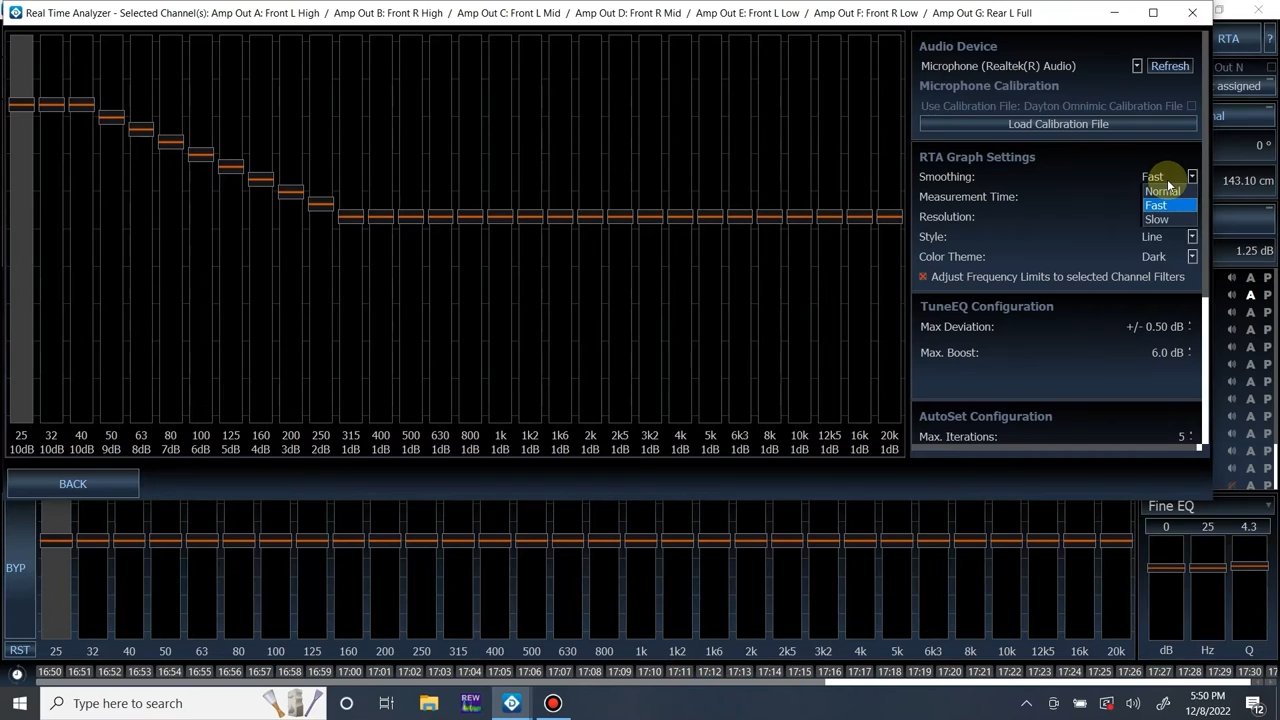 Real Time Analyzer - Selected Channel(s): Amp Out A: Front L High / Amp Out B: Front R High / Amp Out C: Front L Mid / Amp Out D: Front R Mid / Amp Out E: Front L Low / Amp Out F: Front R Low / Amp Out G: Rear L Full
Audio Device
Microphone (Realtek(R) Audio)
Refresh
Microphone Calibration
Use Calibration File: Dayton Omnimic Calibration File
Load Calibration File
RTA Graph Settings
Smoothing: Fast
Normal
Fast
Slow
Measurement Time:
Resolution:
Style: Line
Color Theme: Dark
Adjust Frequency Limits to selected Channel Filters
TuneEQ Configuration
Max Deviation: +/- 0.50 dB
Max. Boost: 6.0 dB
AutoSet Configuration
Max. Iterations: 5
RTA ?
Out N
assigned
nal
0 °
143.10 cm
1.25 dB
A P
A P
A P
A P
A P
A P
A P
A P
A P
A P
A P
A P
A P
25 32 40 50 63 80 100 125 160 200 250 315 400 500 630 800 1k 1k2 1k6 2k 2k5 3k2 4k 5k 6k3 8k 10k 12k5 16k 20k
10dB 10dB 10dB 9dB 8dB 7dB 6dB 5dB 4dB 3dB 2dB 1dB 1dB 1dB 1dB 1dB 1dB 1dB 1dB 1dB 1dB 1dB 1dB 1dB 1dB 1dB 1dB 1dB 1dB 1dB
BACK
Fine EQ
0 25 4.3
BYP
RST
25 32 40 50 63 80 100 125 160 200 250 315 400 500 630 800 1k 1k2 1k6 2k 2k5 3k2 4k 5k 6k3 8k 10k 12k5 16k 20k
dB Hz Q
16:50 16:51 16:52 16:53 16:54 16:55 16:56 16:57 16:58 16:59 17:00 17:01 17:02 17:03 17:04 17:05 17:06 17:07 17:08 17:09 17:10 17:11 17:12 17:13 17:14 17:15 17:16 17:17 17:18 17:19 17:20 17:21 17:22 17:23 17:24 17:25 17:26 17:27 17:28 17:29 17:30 17
Type here to search
REW
5:50 PM
12/8/2022
12